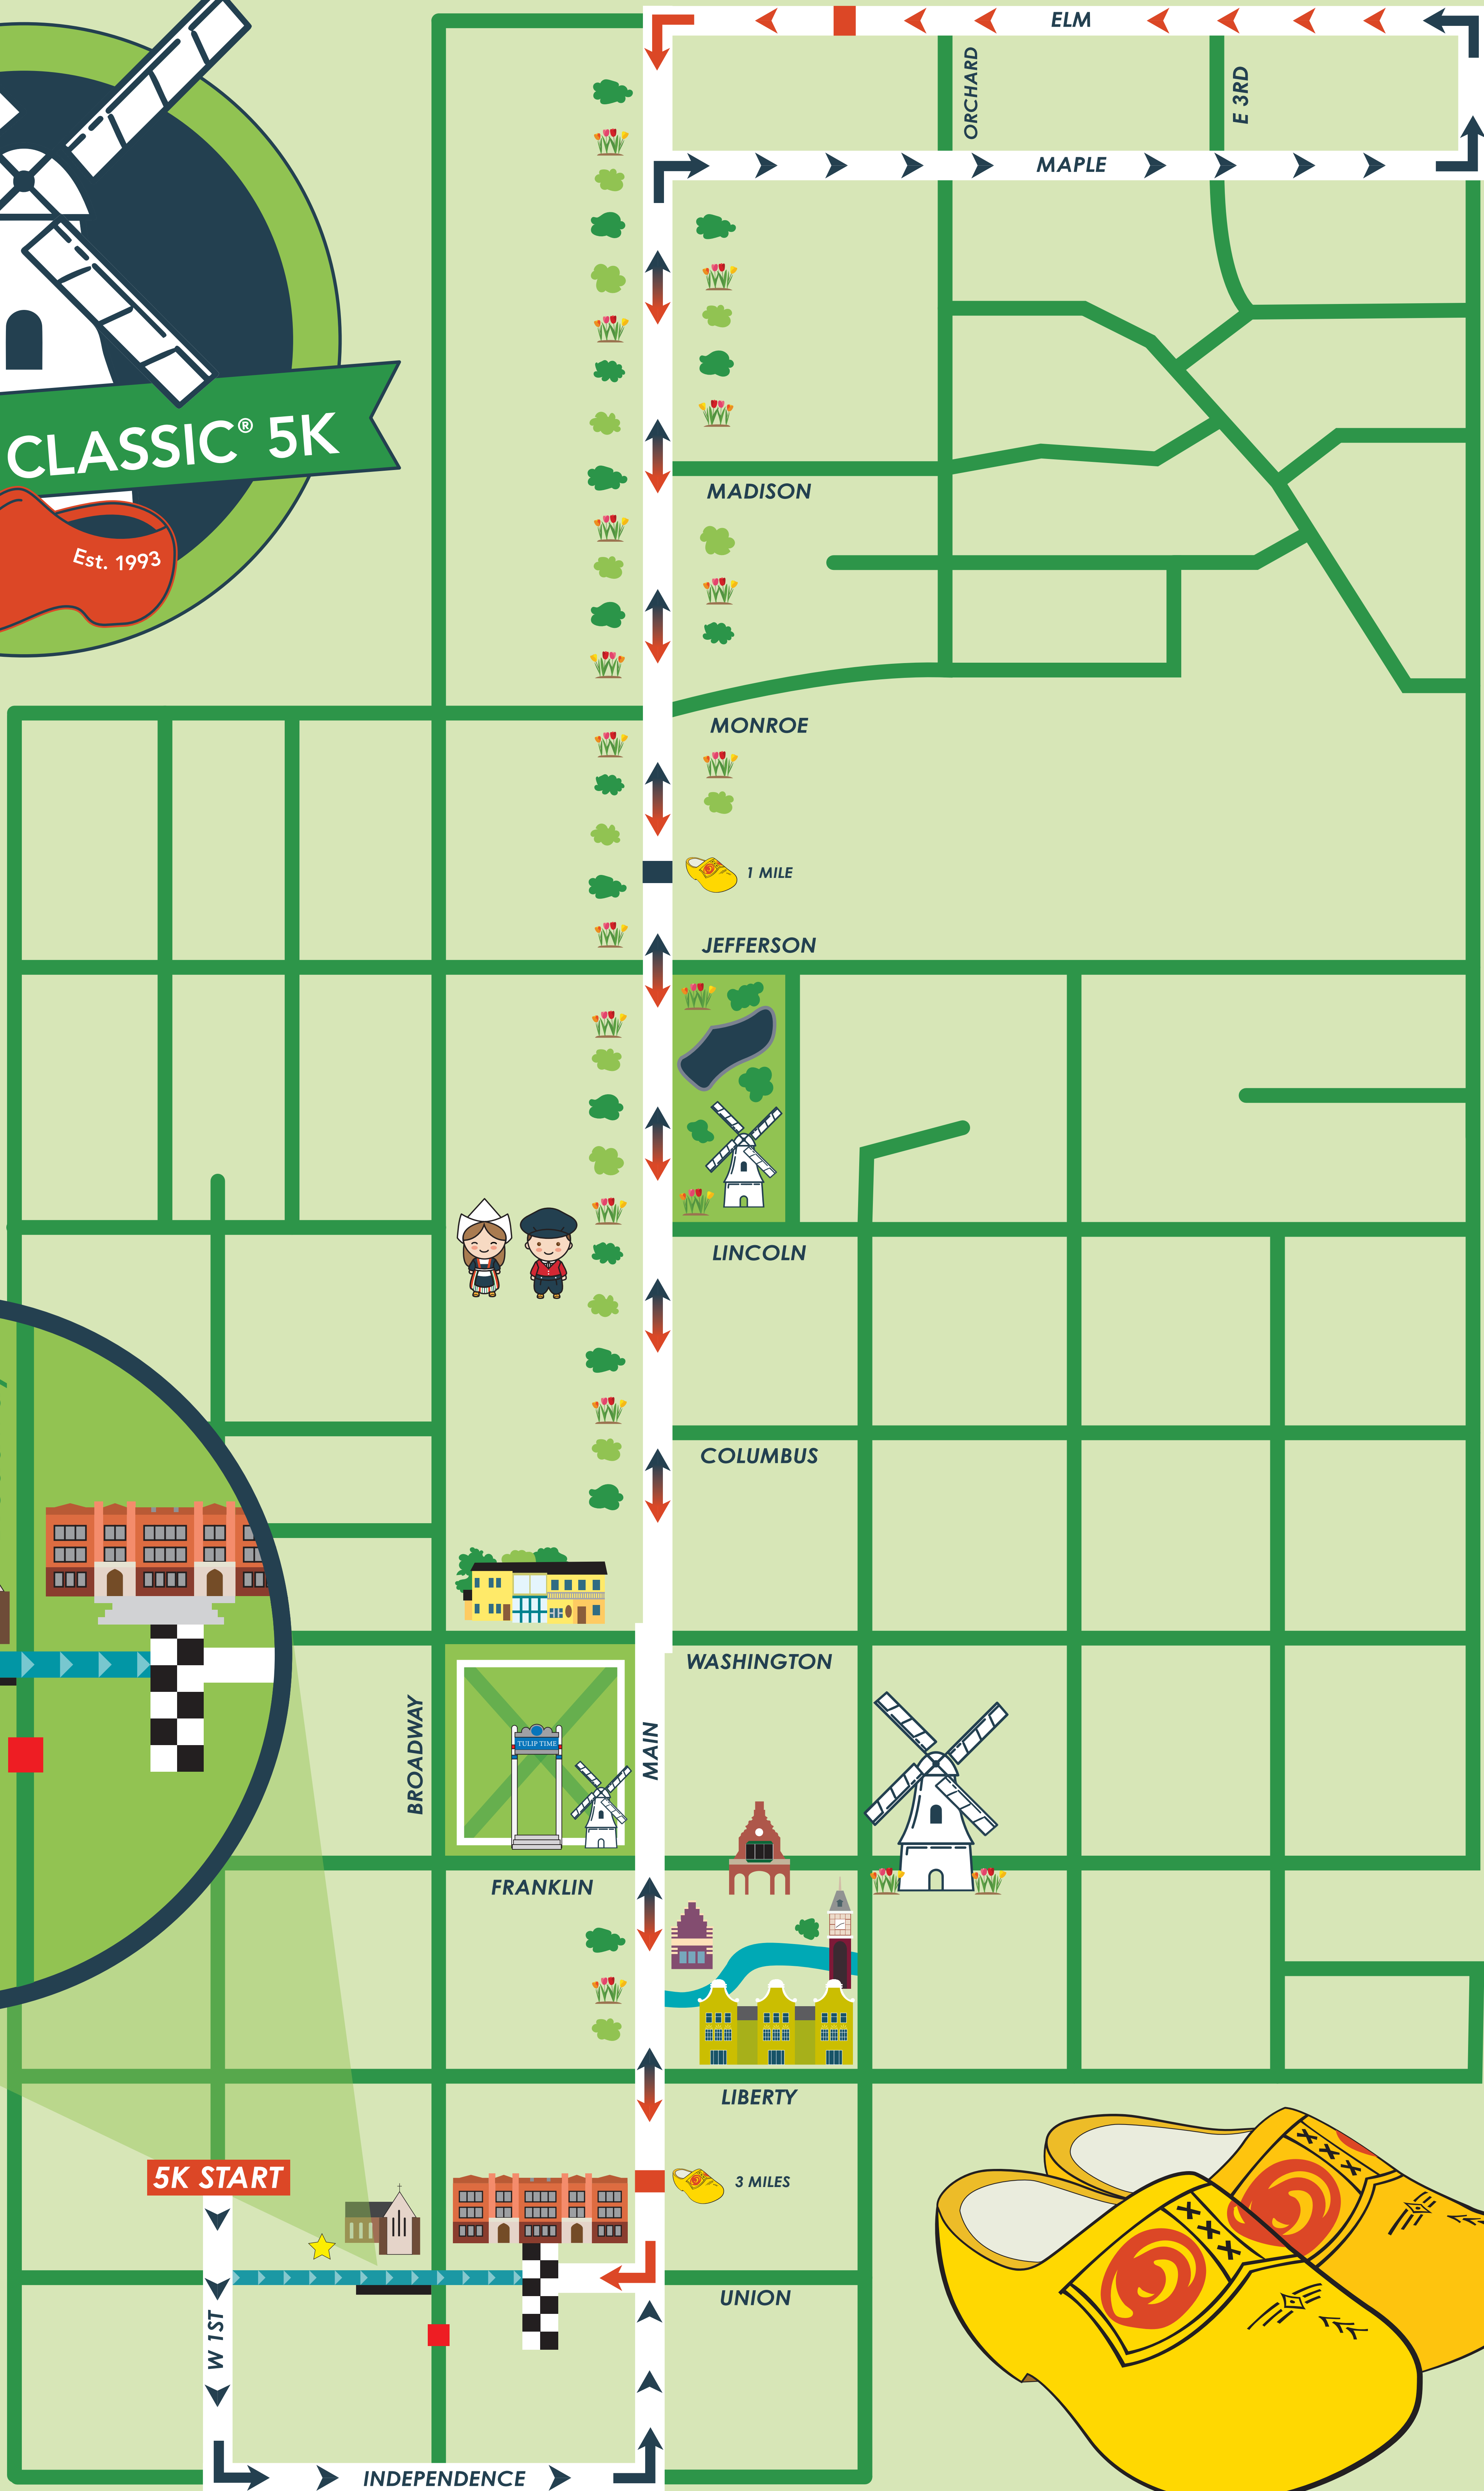 ELM
ORCHARD
E 3RD
MAPLE
CLASSIC® 5K
MADISON
Est. 1993
MONROE
1 MILE
JEFFERSON
LINCOLN
COLUMBUS
WASHINGTON
BROADWAY
MAIN
TULIP TIME
FRANKLIN
LIBERTY
5K START
3 MILES
W 1ST
UNION
INDEPENDENCE